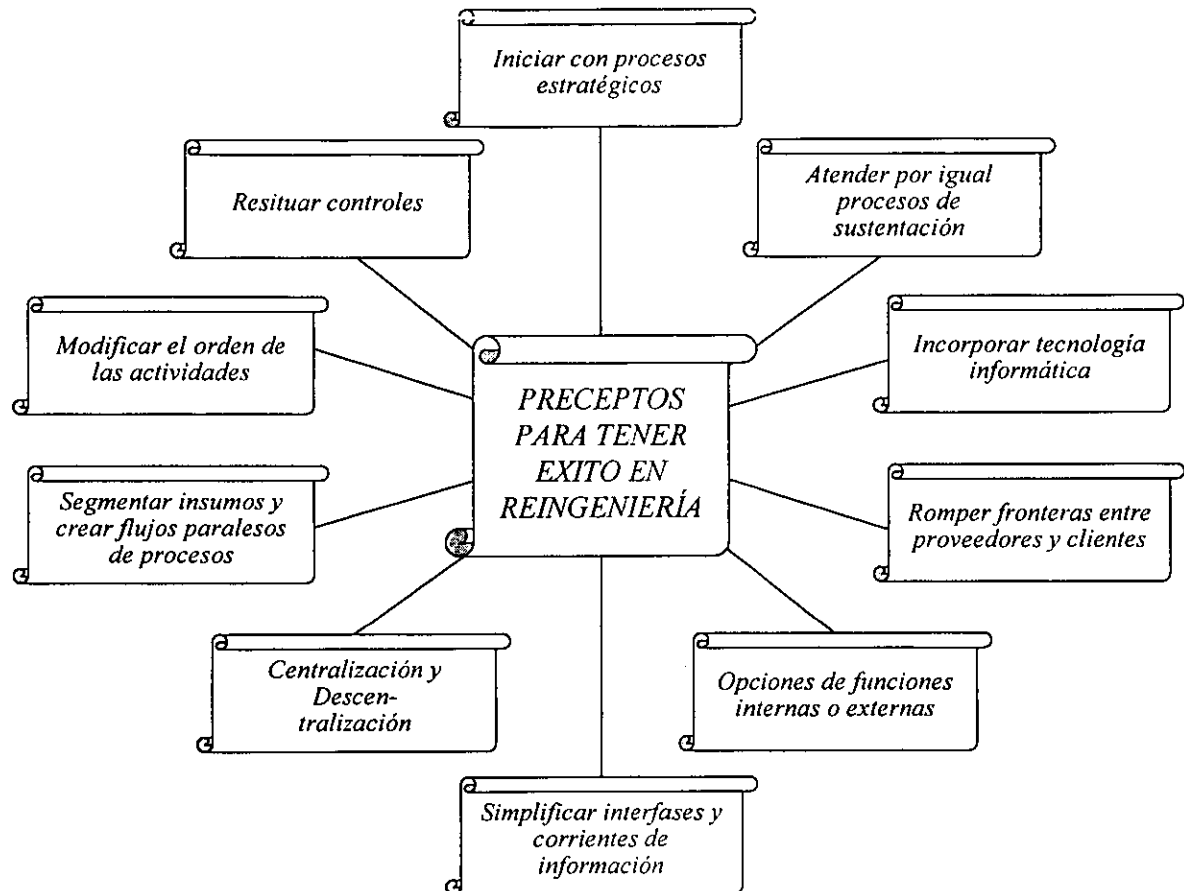 Iniciar con procesos
estratégicos
Resituar controles
Atender por igual
procesos de
sustentación
Modificar el orden de
las actividades
Incorporar tecnología
informática
PRECEPTOS
PARA TENER
EXITO EN
REINGENIERÍA
Segmentar insumos y
crear flujos paralesos
de procesos
Romper fronteras entre
proveedores y clientes
Centralización y
Descen-
tralización
Opciones de funciones
internas o externas
Simplificar interfases y
corrientes de
información